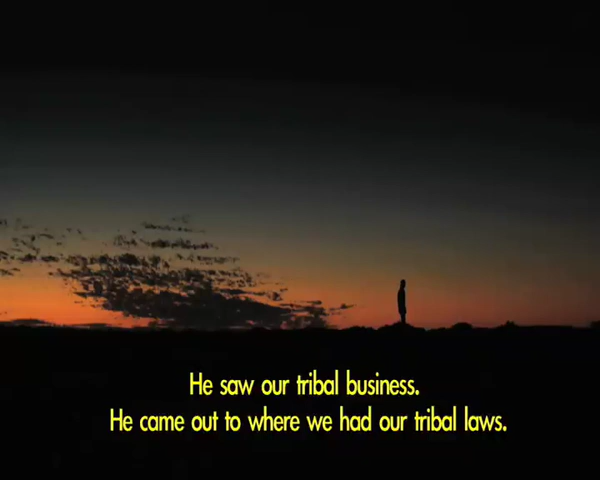 He saw our tribal business.
He came out to where we had our tribal laws.